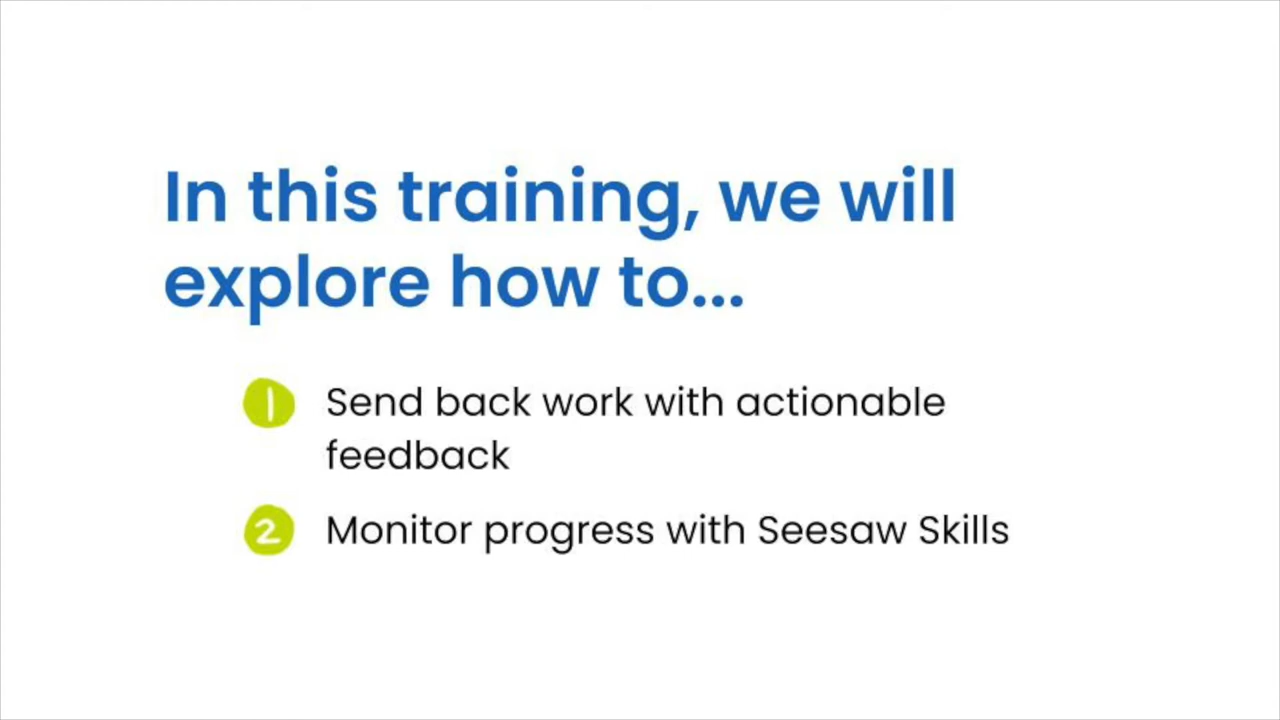 In this training, we will
explore how to...
1 Send back work with actionable
feedback
2 Monitor progress with Seesaw Skills